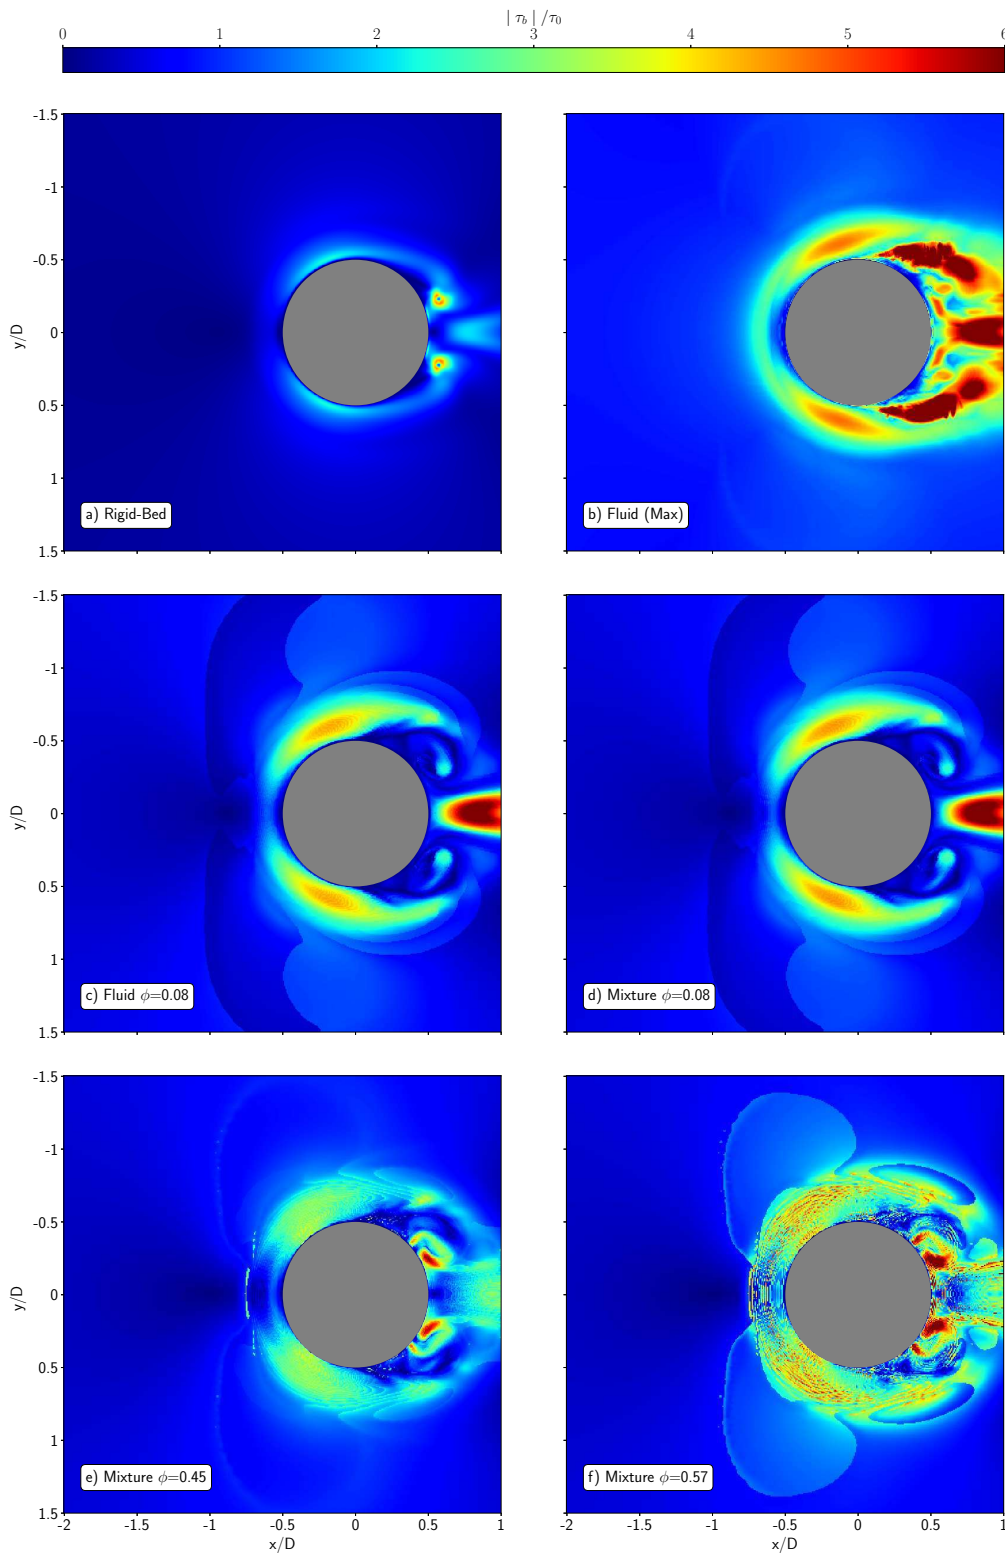 | τb | /τ0
0 1 2 3 4 5 6
-1.5
-1
-0.5
0
0.5
1
1.5
y/D
a) Rigid-Bed
b) Fluid (Max)
-1.5
-1
-0.5
0
0.5
1
1.5
y/D
c) Fluid ϕ=0.08
d) Mixture ϕ=0.08
-1.5
-1
-0.5
0
0.5
1
1.5
y/D
e) Mixture ϕ=0.45
f) Mixture ϕ=0.57
-2 -1.5 -1 -0.5 0 0.5 1
x/D
-2 -1.5 -1 -0.5 0 0.5 1
x/D